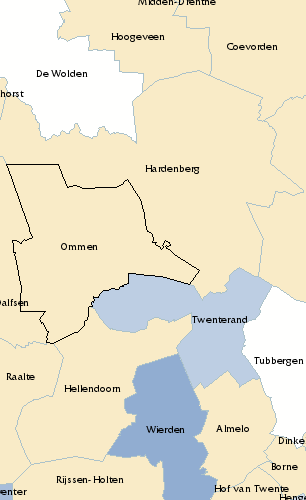 Midden-Drenthe
Hoogeveen
Coevorden
De Wolden
horst
Hardenberg
Ommen
Dalfsen
Twenterand
Tubbergen
Raalte
Hellendoorn
Wierden
Almelo
Dinke
Borne
Rijssen-Holten
Hof van Twente
enter
Henge